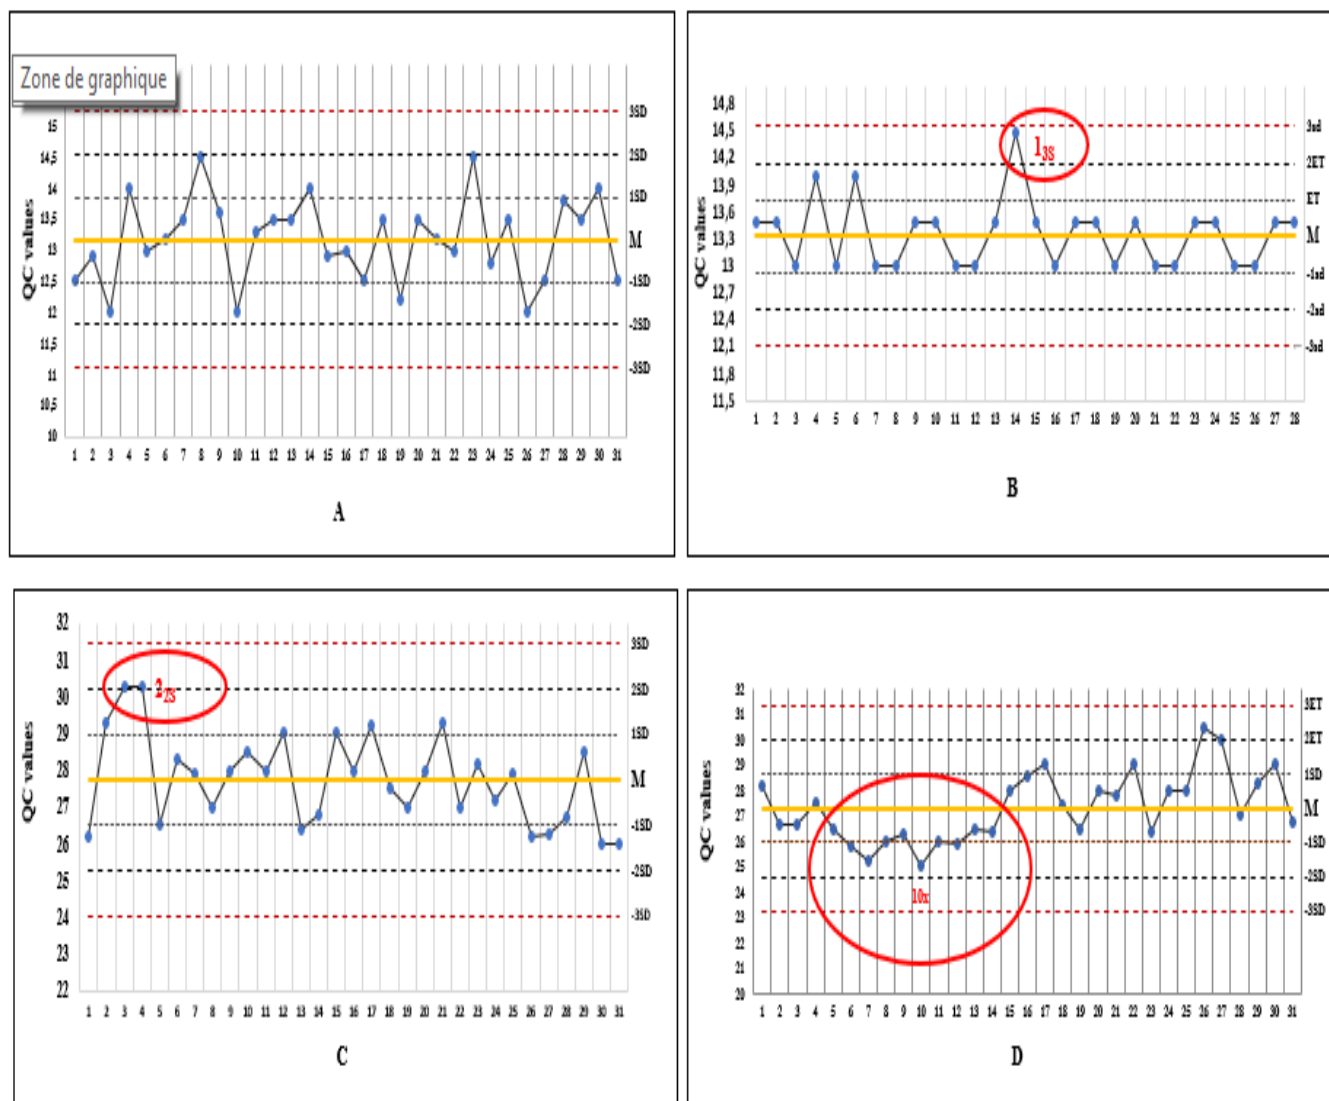 Zone de graphique
QC values
15
14,5
14
13,5
13
12,5
12
11,5
11
10,5
10
3SD
2SD
1SD
M
-1SD
-2SD
-3SD
1 2 3 4 5 6 7 8 9 10 11 12 13 14 15 16 17 18 19 20 21 22 23 24 25 26 27 28 29 30 31
A
QC values
14,8
14,5
14,2
13,9
13,6
13,3
13
12,7
12,4
12,1
11,8
11,5
13S
3sd
2ET
ET
M
-1sd
-2sd
-3sd
1 2 3 4 5 6 7 8 9 10 11 12 13 14 15 16 17 18 19 20 21 22 23 24 25 26 27 28
B
QC values
32
31
30
29
28
27
26
25
24
23
22
22S
3SD
2SD
1SD
M
-1SD
-2SD
-3SD
1 2 3 4 5 6 7 8 9 10 11 12 13 14 15 16 17 18 19 20 21 22 23 24 25 26 27 28 29 30 31
C
QC values
32
31
30
29
28
27
26
25
24
23
22
21
20
10x
3ET
2ET
1SD
M
-1SD
-2SD
-3SD
1 2 3 4 5 6 7 8 9 10 11 12 13 14 15 16 17 18 19 20 21 22 23 24 25 26 27 28 29 30 31
D